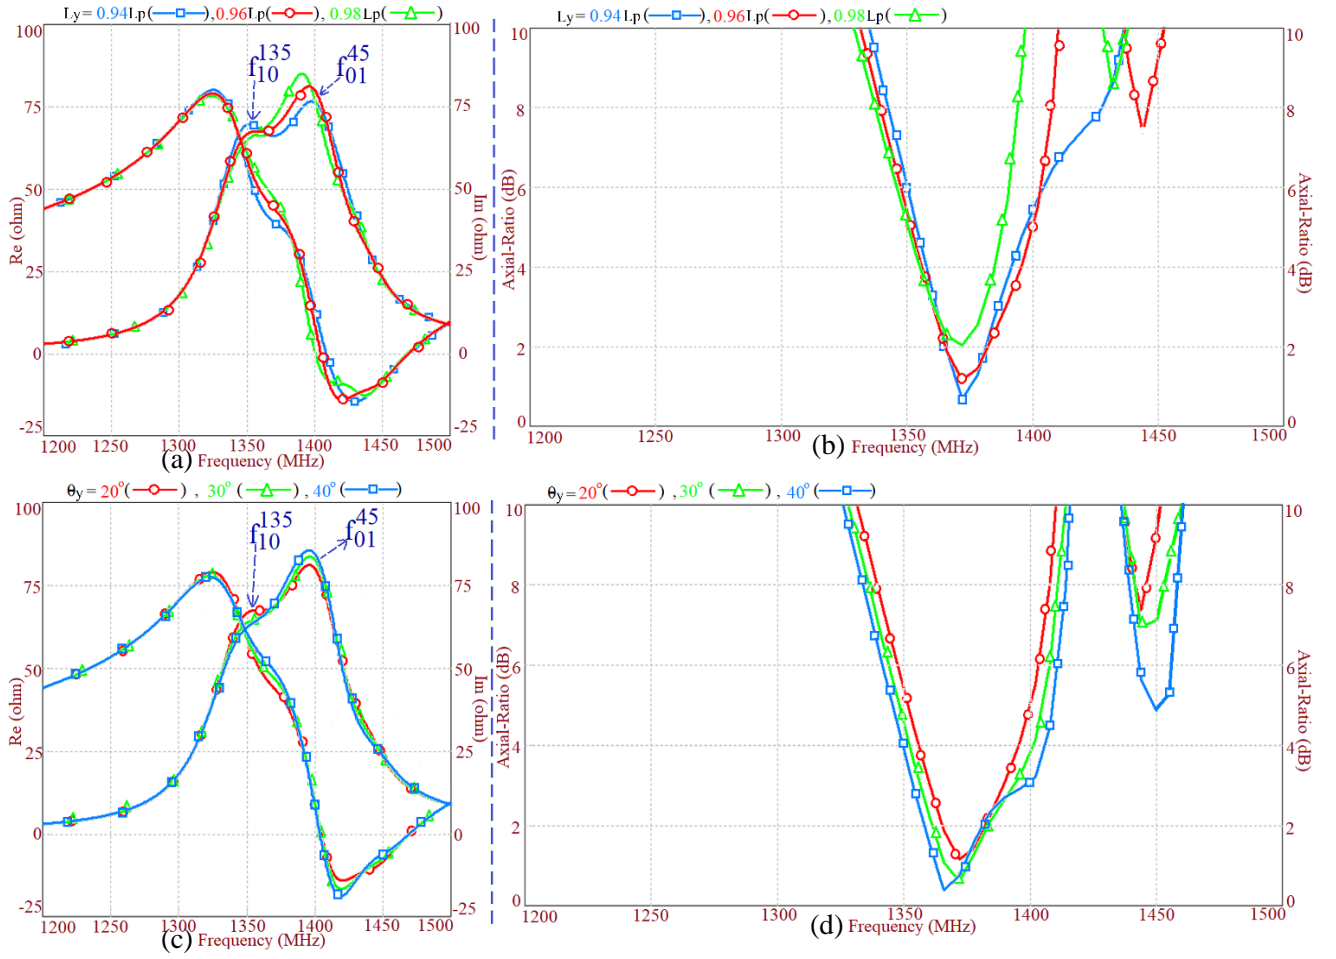 Ly = 0.94Lp( ), 0.96Lp( ), 0.98Lp( )
Ly = 0.94Lp( ), 0.96Lp( ), 0.98Lp( )
100
75
50
25
0
-25
Re (ohm)
f10^135
f01^45
100
75
50
25
0
-25
Im (ohm)
1200 1250 1300 1350 1400 1450 1500
(a) Frequency (MHz)
10
8
6
4
2
0
Axial-Ratio (dB)
10
8
6
4
2
0
Axial-Ratio (dB)
1200 1250 1300 1350 1400 1450 1500
(b) Frequency (MHz)
θy = 20°( ), 30°( ), 40°( )
θy = 20°( ), 30°( ), 40°( )
100
75
50
25
0
-25
Re (ohm)
f10^135
f01^45
100
75
50
25
0
-25
Im (ohm)
1200 1250 1300 1350 1400 1450 1500
(c) Frequency (MHz)
10
8
6
4
2
0
Axial-Ratio (dB)
10
8
6
4
2
0
Axial-Ratio (dB)
1200 1250 1300 1350 1400 1450 1500
(d) Frequency (MHz)